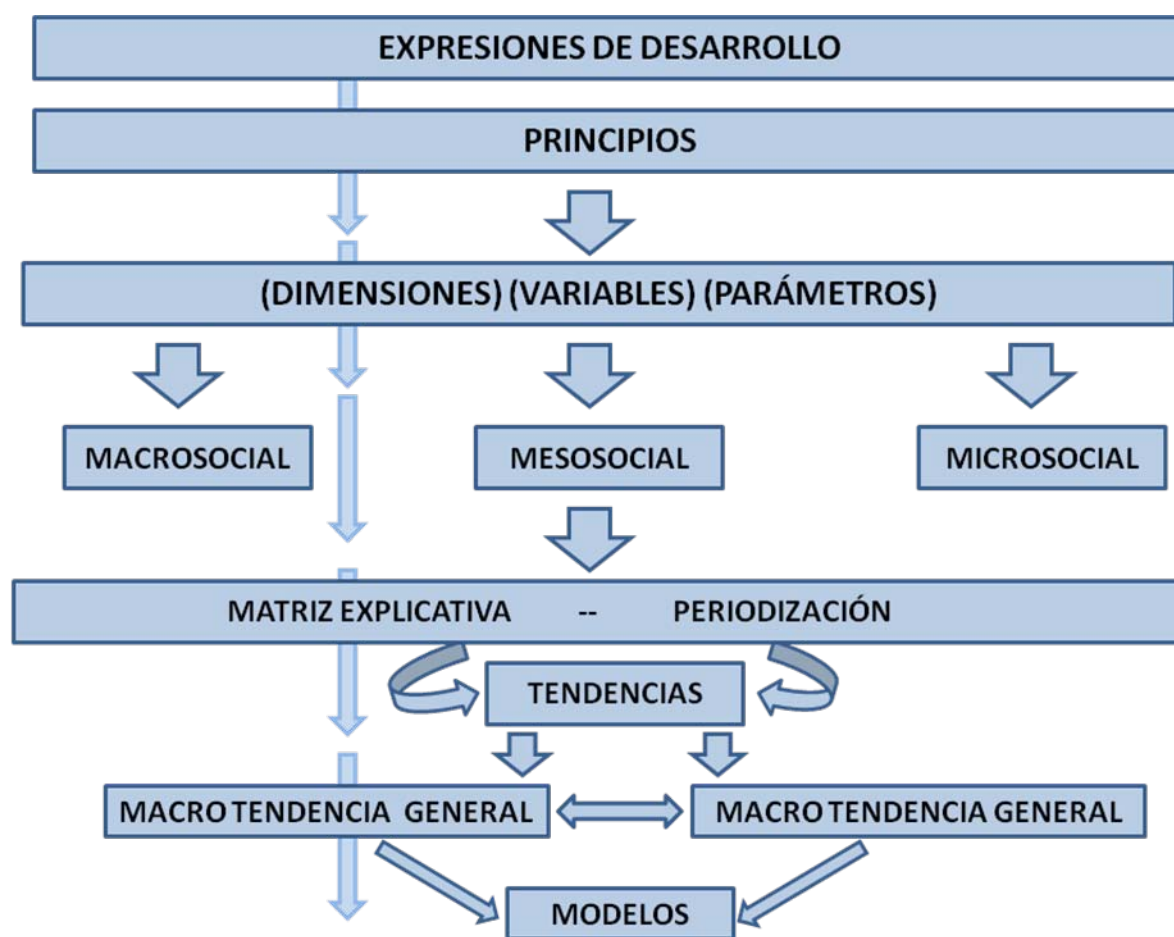 EXPRESIONES DE DESARROLLO
PRINCIPIOS
(DIMENSIONES) (VARIABLES) (PARÁMETROS)
MACROSOCIAL
MESOSOCIAL
MICROSOCIAL
MATRIZ EXPLICATIVA -- PERIODIZACIÓN
TENDENCIAS
MACRO TENDENCIA GENERAL
MACRO TENDENCIA GENERAL
MODELOS